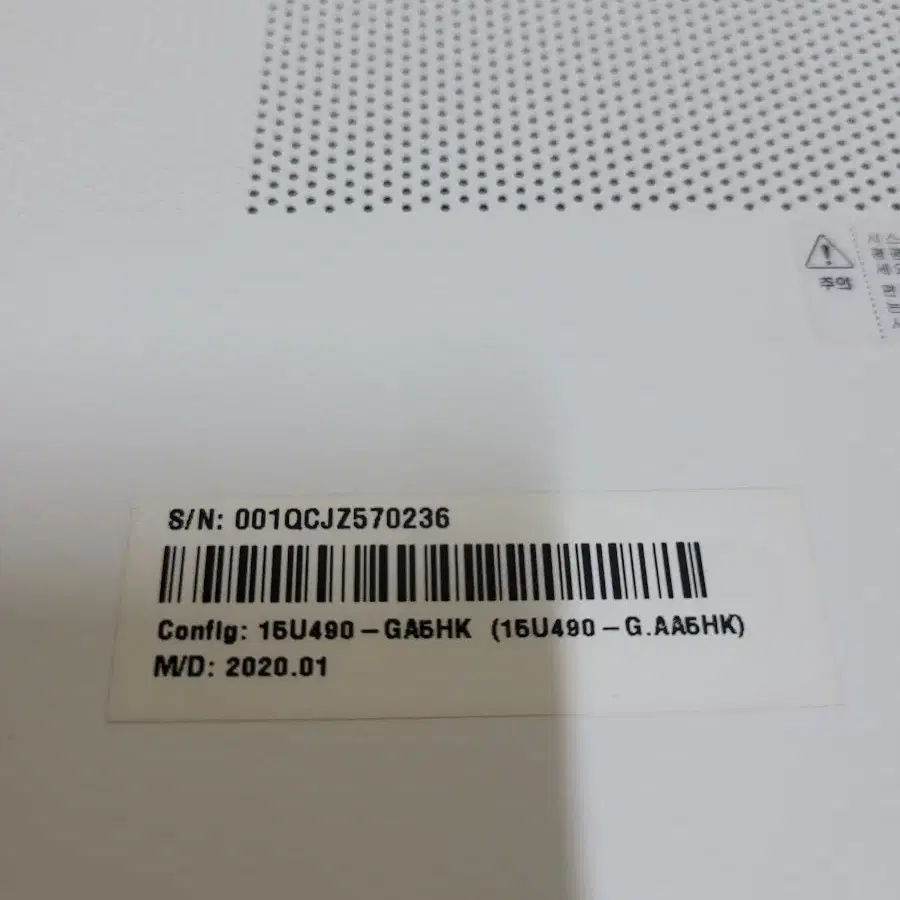 주의
S/N: 001QCJZ570236
Config: 15U490-GA5HK (15U490-G.AA5HK)
M/D: 2020.01